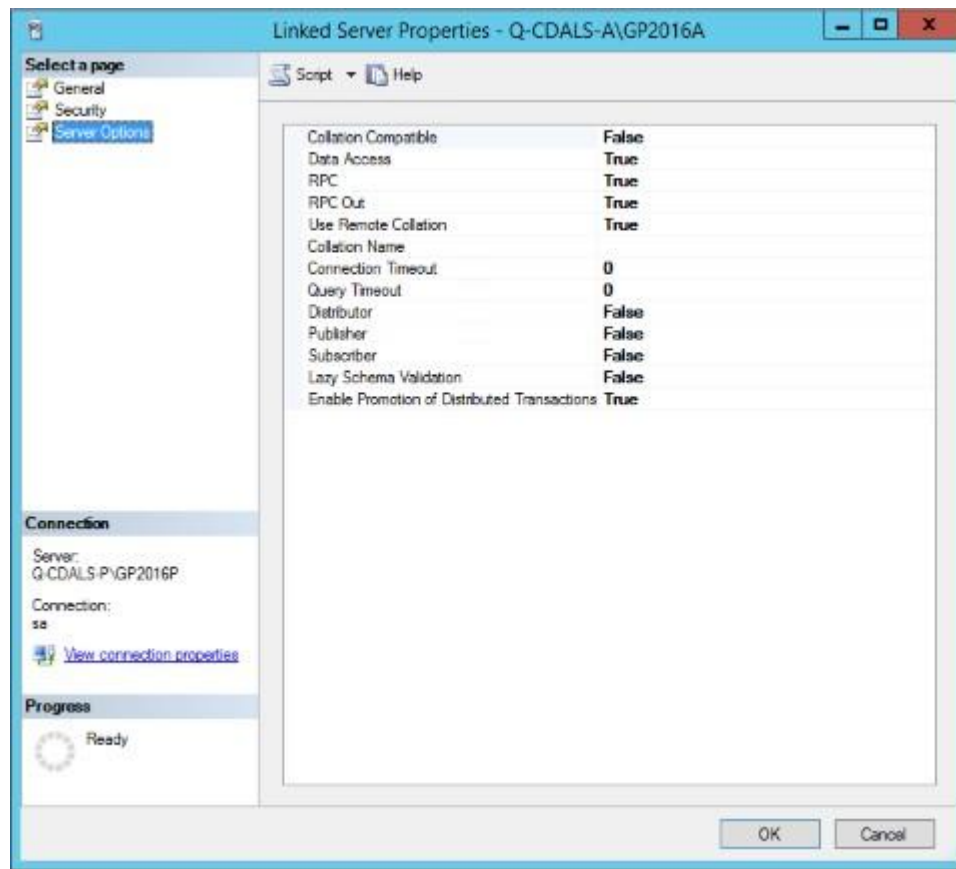 Linked Server Properties - Q-CDALS-A\GP2016A
Select a page
General
Security
Server Options
Script Help
Collation Compatible False
Data Access True
RPC True
RPC Out True
Use Remote Collation True
Collation Name
Connection Timeout 0
Query Timeout 0
Distributor False
Publisher False
Subscriber False
Lazy Schema Validation False
Enable Promotion of Distributed Transactions True
Connection
Server:
Q-CDALS-P\GP2016P
Connection:
sa
View connection properties
Progress
Ready
OK Cancel